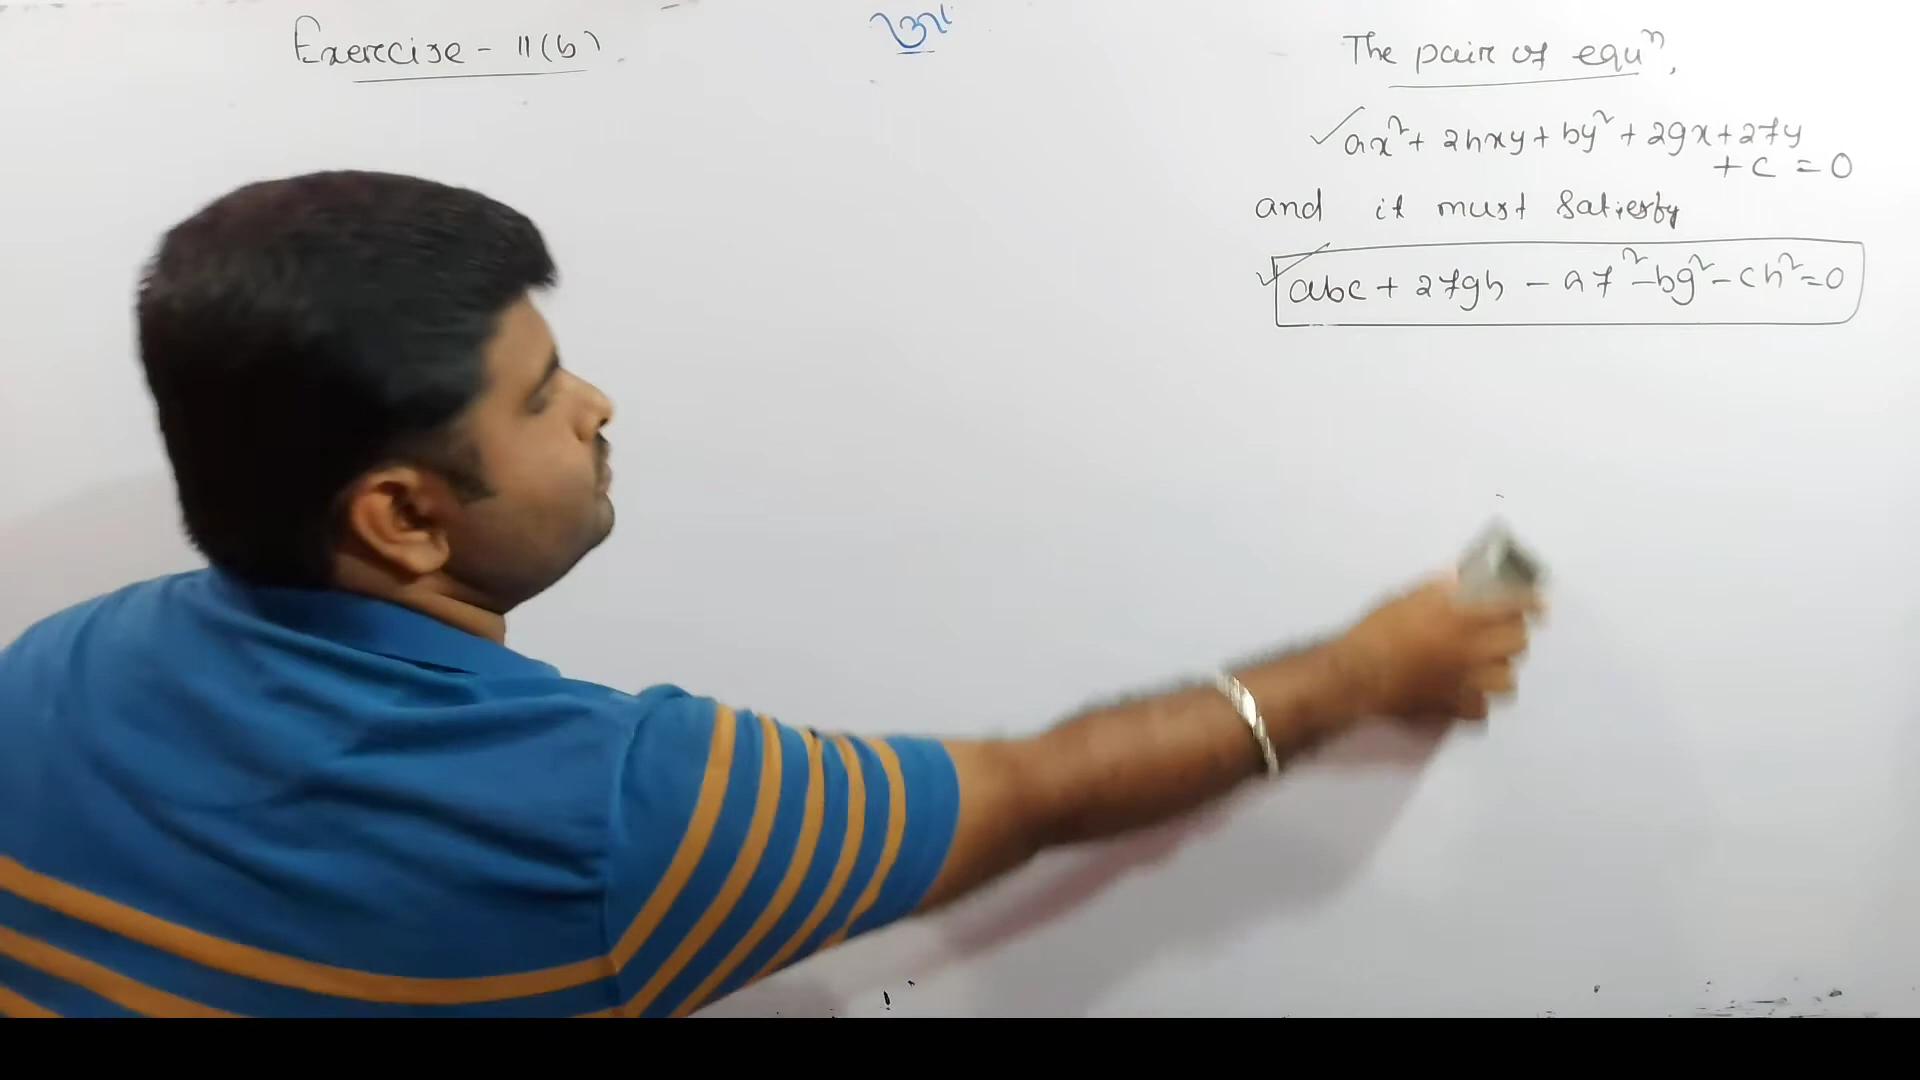 Exercise - 11(b)
The pair of equⁿ,
ax² + 2hxy + by² + 2gx + 2fy
+ c = 0
and it must Satisfy
abc + 2fgh - af² - bg² - ch² = 0